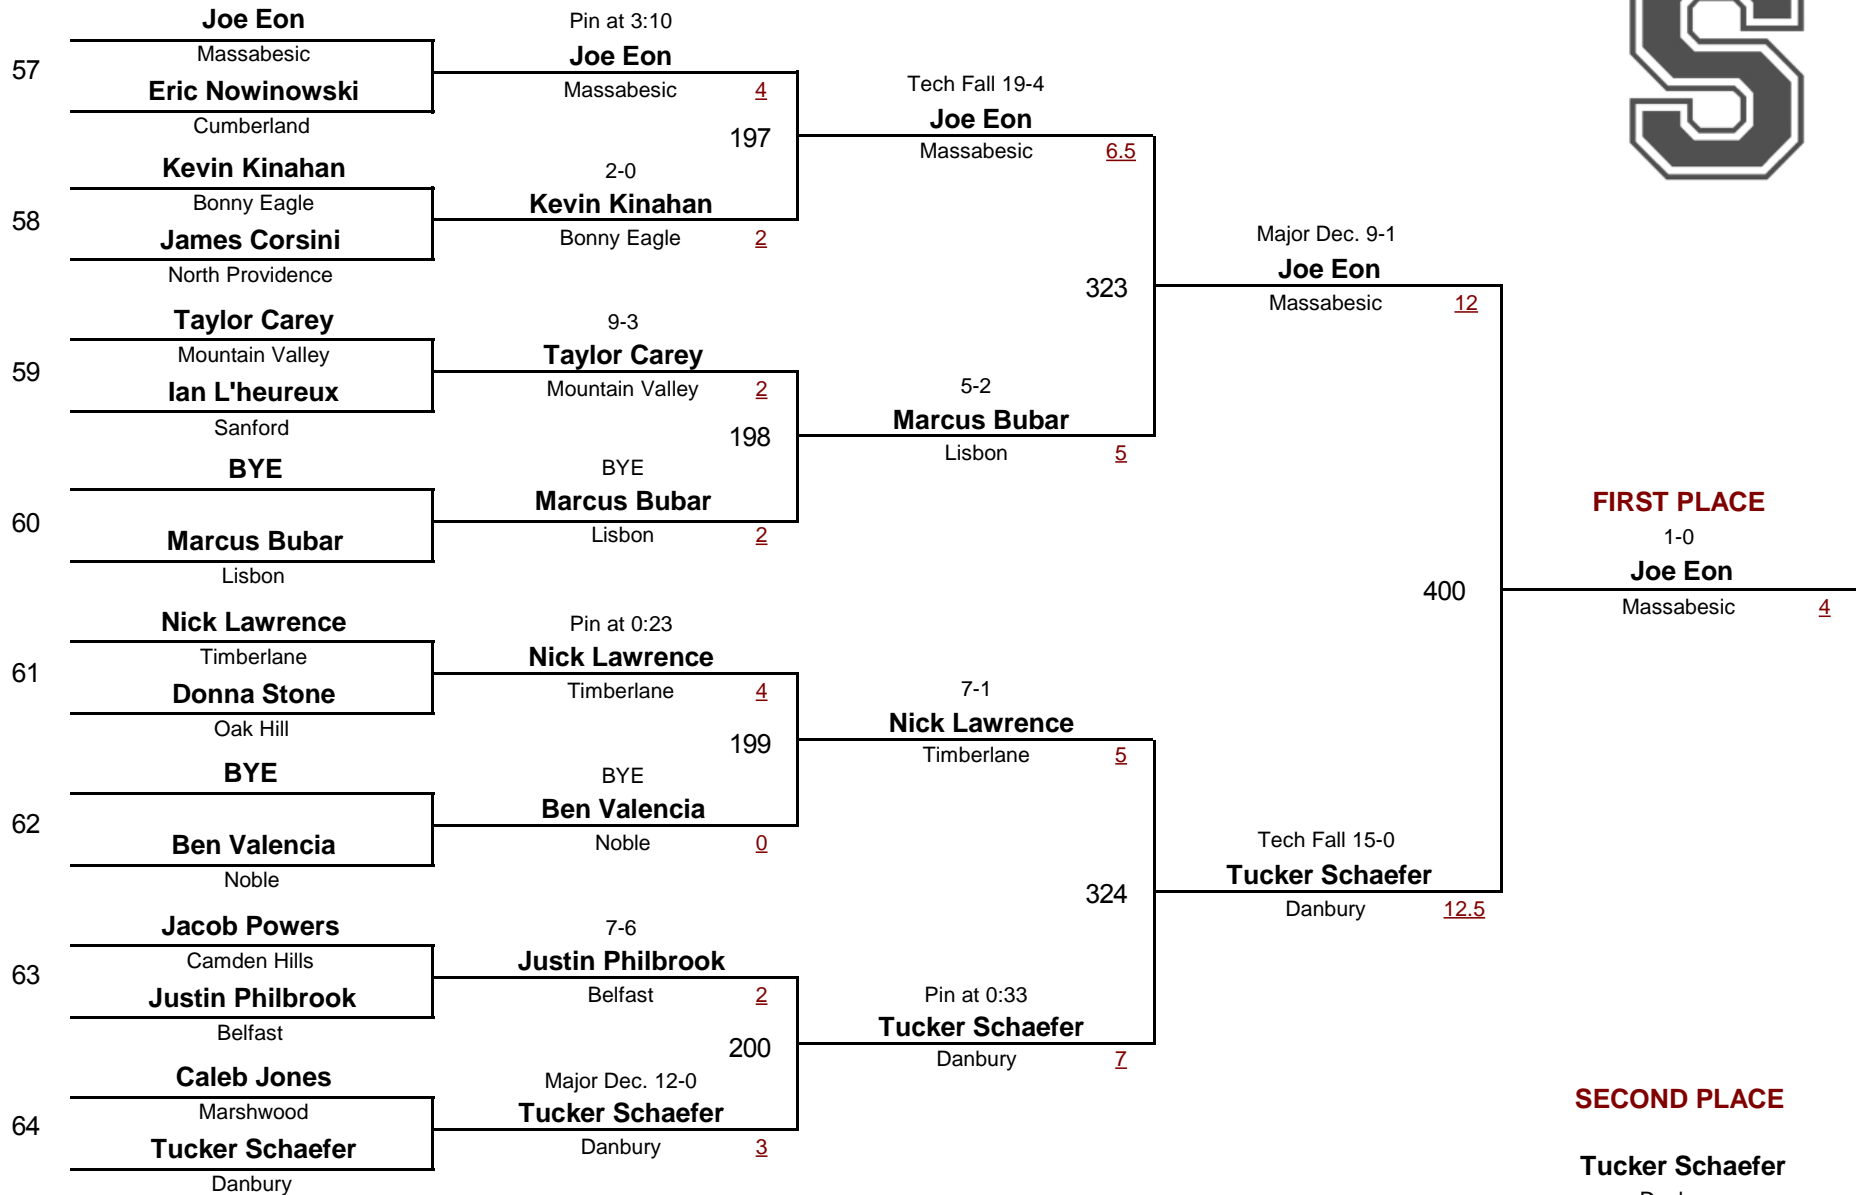 Joe Eon
Massabesic
57
Eric Nowinowski
Cumberland
Kevin Kinahan
Bonny Eagle
58
James Corsini
North Providence
Taylor Carey
Mountain Valley
59
Ian L'heureux
Sanford
BYE
60
Marcus Bubar
Lisbon
Nick Lawrence
Timberlane
61
Donna Stone
Oak Hill
BYE
62
Ben Valencia
Noble
Jacob Powers
Camden Hills
63
Justin Philbrook
Belfast
Caleb Jones
Marshwood
64
Tucker Schaefer
Danbury
Pin at 3:10
Joe Eon
Massabesic 4
197
2-0
Kevin Kinahan
Bonny Eagle 2
9-3
Taylor Carey
Mountain Valley 2
198
BYE
Marcus Bubar
Lisbon 2
Pin at 0:23
Nick Lawrence
Timberlane 4
199
BYE
Ben Valencia
Noble 0
7-6
Justin Philbrook
Belfast 2
200
Major Dec. 12-0
Tucker Schaefer
Danbury 3
Tech Fall 19-4
Joe Eon
Massabesic 6.5
323
5-2
Marcus Bubar
Lisbon 5
7-1
Nick Lawrence
Timberlane 5
324
Pin at 0:33
Tucker Schaefer
Danbury 7
Major Dec. 9-1
Joe Eon
Massabesic 12
400
Tech Fall 15-0
Tucker Schaefer
Danbury 12.5
S
FIRST PLACE
1-0
Joe Eon
Massabesic 4
SECOND PLACE
Tucker Schaefer